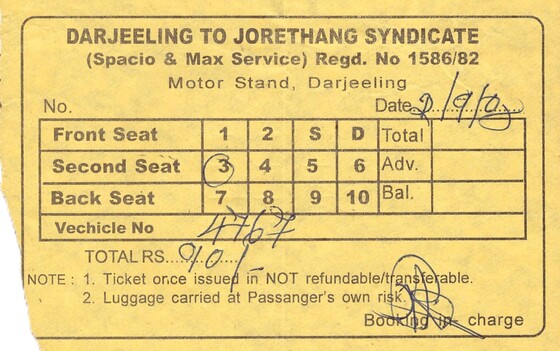 DARJEELING TO JORETHANG SYNDICATE
(Spacio & Max Service) Regd. No 1586/82
Motor Stand, Darjeeling
No. Date
Front Seat 1 2 S D Total
Second Seat 3 4 5 6 Adv.
Back Seat 7 8 9 10 Bal.
Vechicle No 4767
TOTAL RS.....90/-
NOTE : 1. Ticket once issued in NOT refundable/transferable.
2. Luggage carried at Passanger's own risk.
Booking in- charge